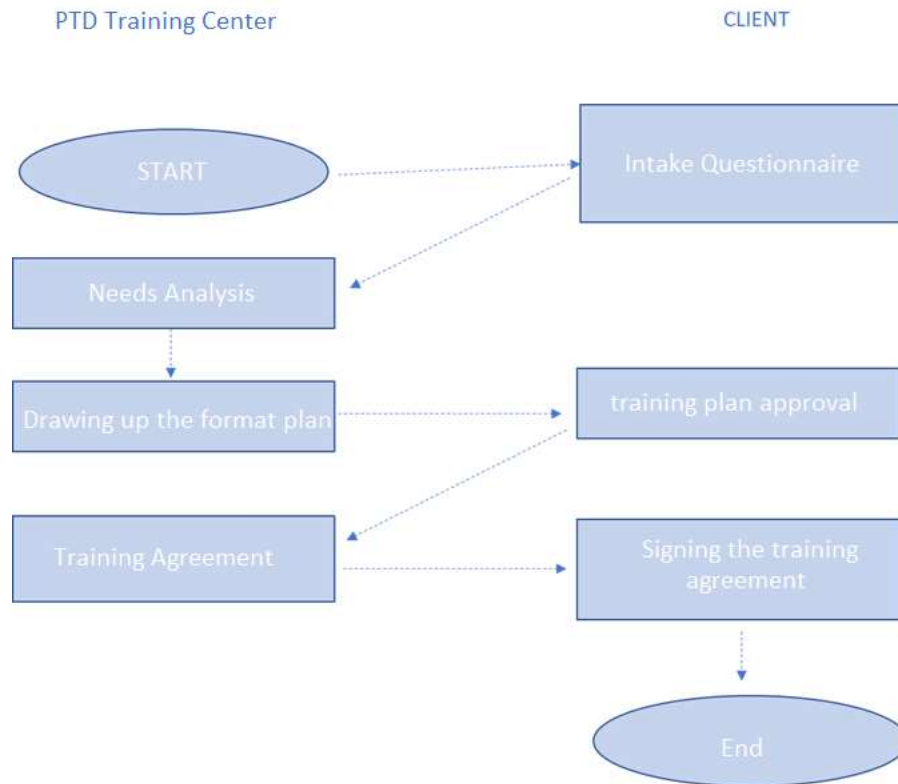 PTD Training Center
CLIENT
START
Intake Questionnaire
Needs Analysis
Drawing up the format plan
training plan approval
Training Agreement
Signing the training
agreement
End